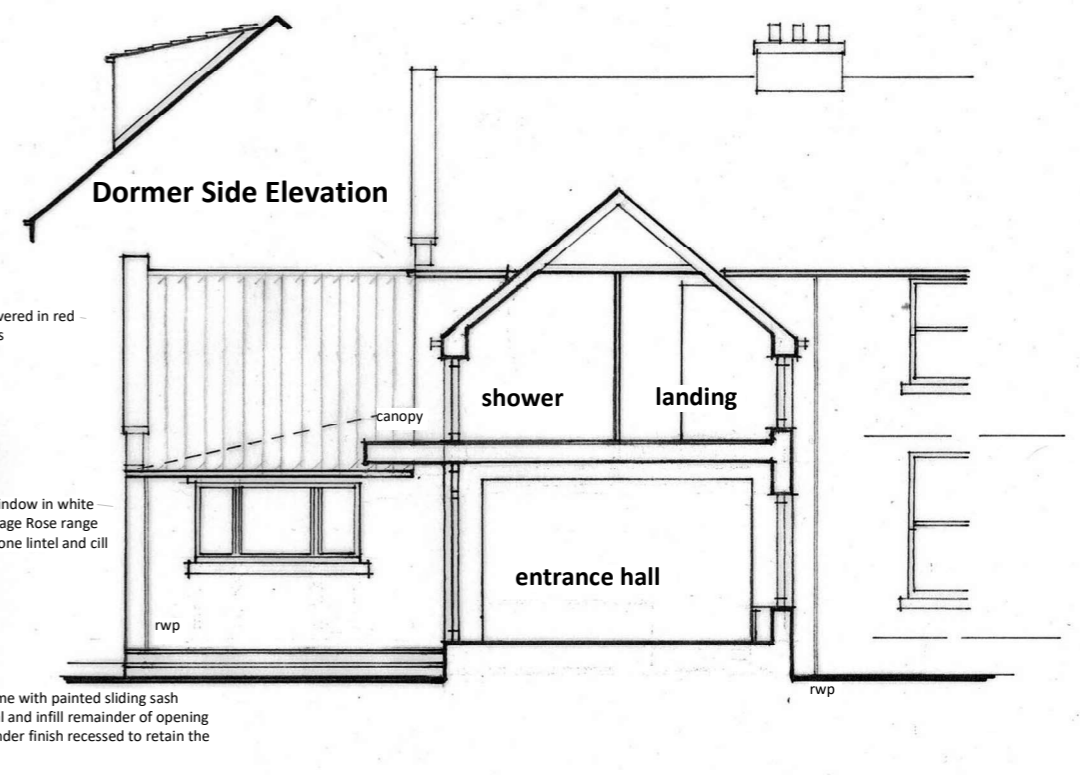 Dormer Side Elevation
vered in red
s
shower
landing
canopy
indow in white
age Rose range
one lintel and cill
entrance hall
rwp
rwp
me with painted sliding sash
l and infill remainder of opening
nder finish recessed to retain the